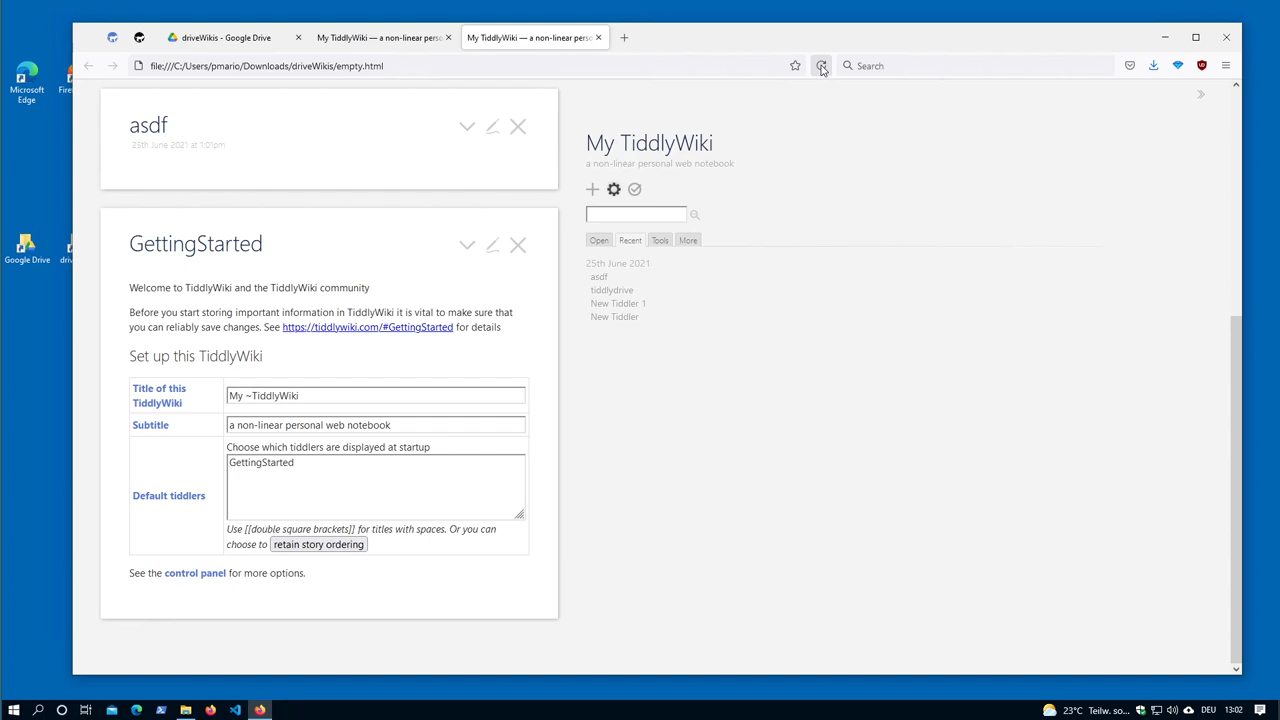 driveWikis - Google Drive
My TiddlyWiki — a non-linear perso
My TiddlyWiki — a non-linear perso
file:///C:/Users/pmario/Downloads/driveWikis/empty.html
Search
Microsoft
Edge
Google Drive
asdf
25th June 2021 at 1:01pm
GettingStarted
Welcome to TiddlyWiki and the TiddlyWiki community
Before you start storing important information in TiddlyWiki it is vital to make sure that
you can reliably save changes. See https://tiddlywiki.com/#GettingStarted for details
Set up this TiddlyWiki
Title of this
TiddlyWiki
My ~TiddlyWiki
Subtitle
a non-linear personal web notebook
Default tiddlers
Choose which tiddlers are displayed at startup
GettingStarted
Use [[double square brackets]] for titles with spaces. Or you can
choose to retain story ordering
See the control panel for more options.
My TiddlyWiki
a non-linear personal web notebook
Open Recent Tools More
25th June 2021
asdf
tiddlydrive
New Tiddler 1
New Tiddler
23°C Teilw. so... DEU 13:02